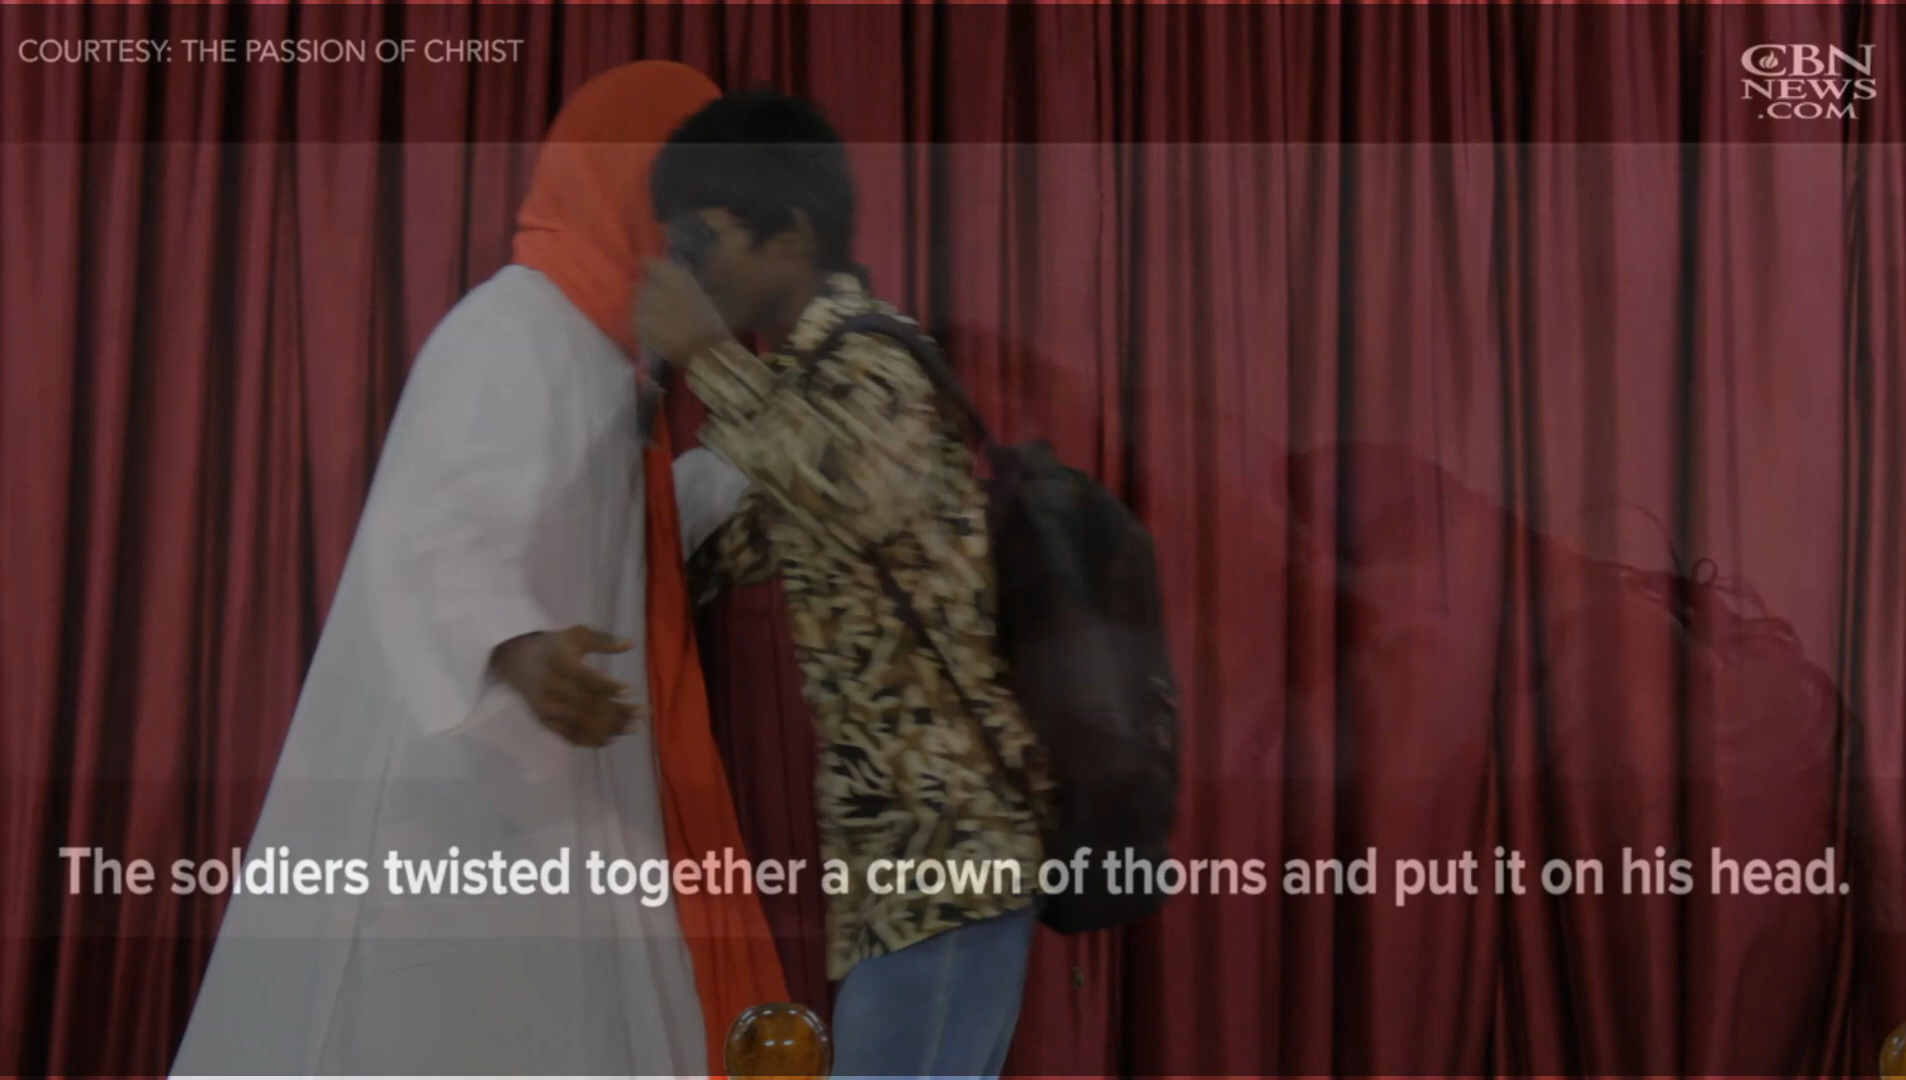 COURTESY: THE PASSION OF CHRIST
CBN
NEWS
.COM
The soldiers twisted together a crown of thorns and put it on his head.